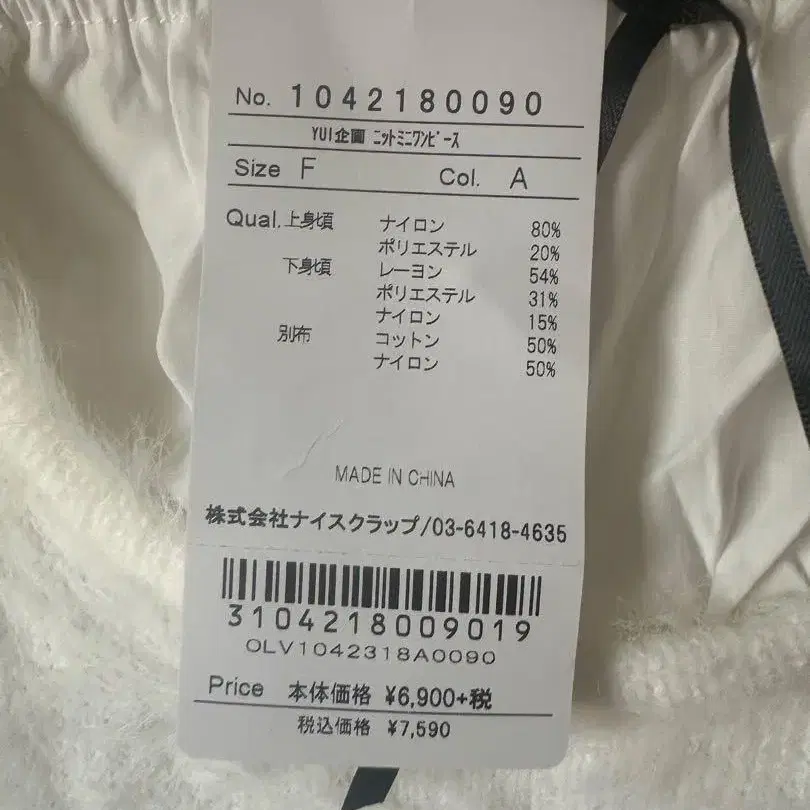 No. 1042180090
YUI企画 ﾆｯﾄﾐﾆﾜﾝﾋﾟｰｽ
Size F Col. A
Qual. 上身頃 ナイロン 80%
ポリエステル 20%
下身頃 レーヨン 54%
ポリエステル 31%
ナイロン 15%
別布 コットン 50%
ナイロン 50%
MADE IN CHINA
株式会社ナイスクラップ/03-6418-4635
3104218009019
OLV1042318A0090
Price 本体価格 ¥6,900+税
税込価格 ¥7,590